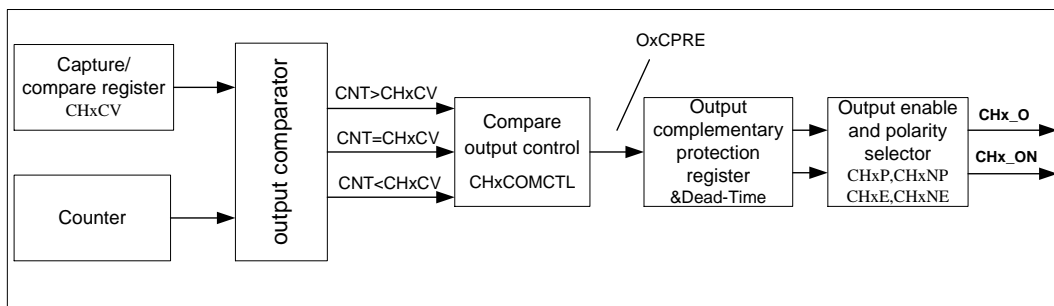 Capture/
compare register
CHxCV
Counter
output comparator
CNT>CHxCV
CNT=CHxCV
CNT<CHxCV
Compare
output control
CHxCOMCTL
OxCPRE
Output
complementary
protection
register
&Dead-Time
Output enable
and polarity
selector
CHxP,CHxNP
CHxE,CHxNE
CHx_O
CHx_ON